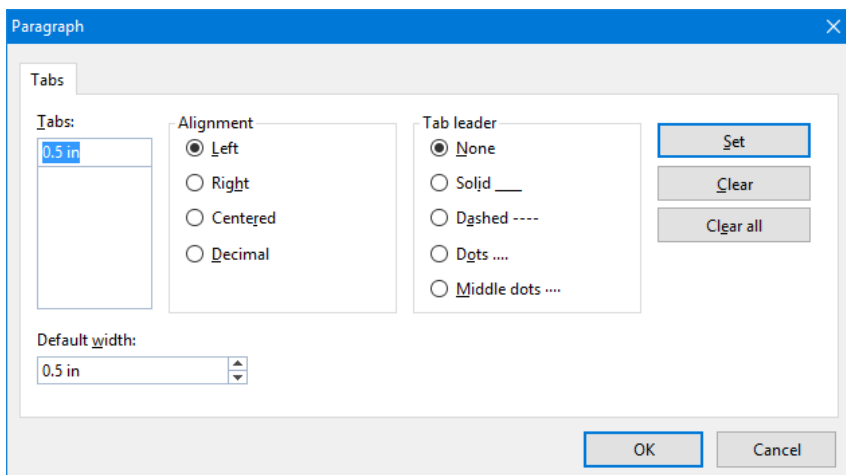 Paragraph
Tabs
Tabs:
0.5 in
Alignment
Left
Right
Centered
Decimal
Tab leader
None
Solid ___
Dashed ----
Dots ....
Middle dots ····
Set
Clear
Clear all
Default width:
0.5 in
OK
Cancel